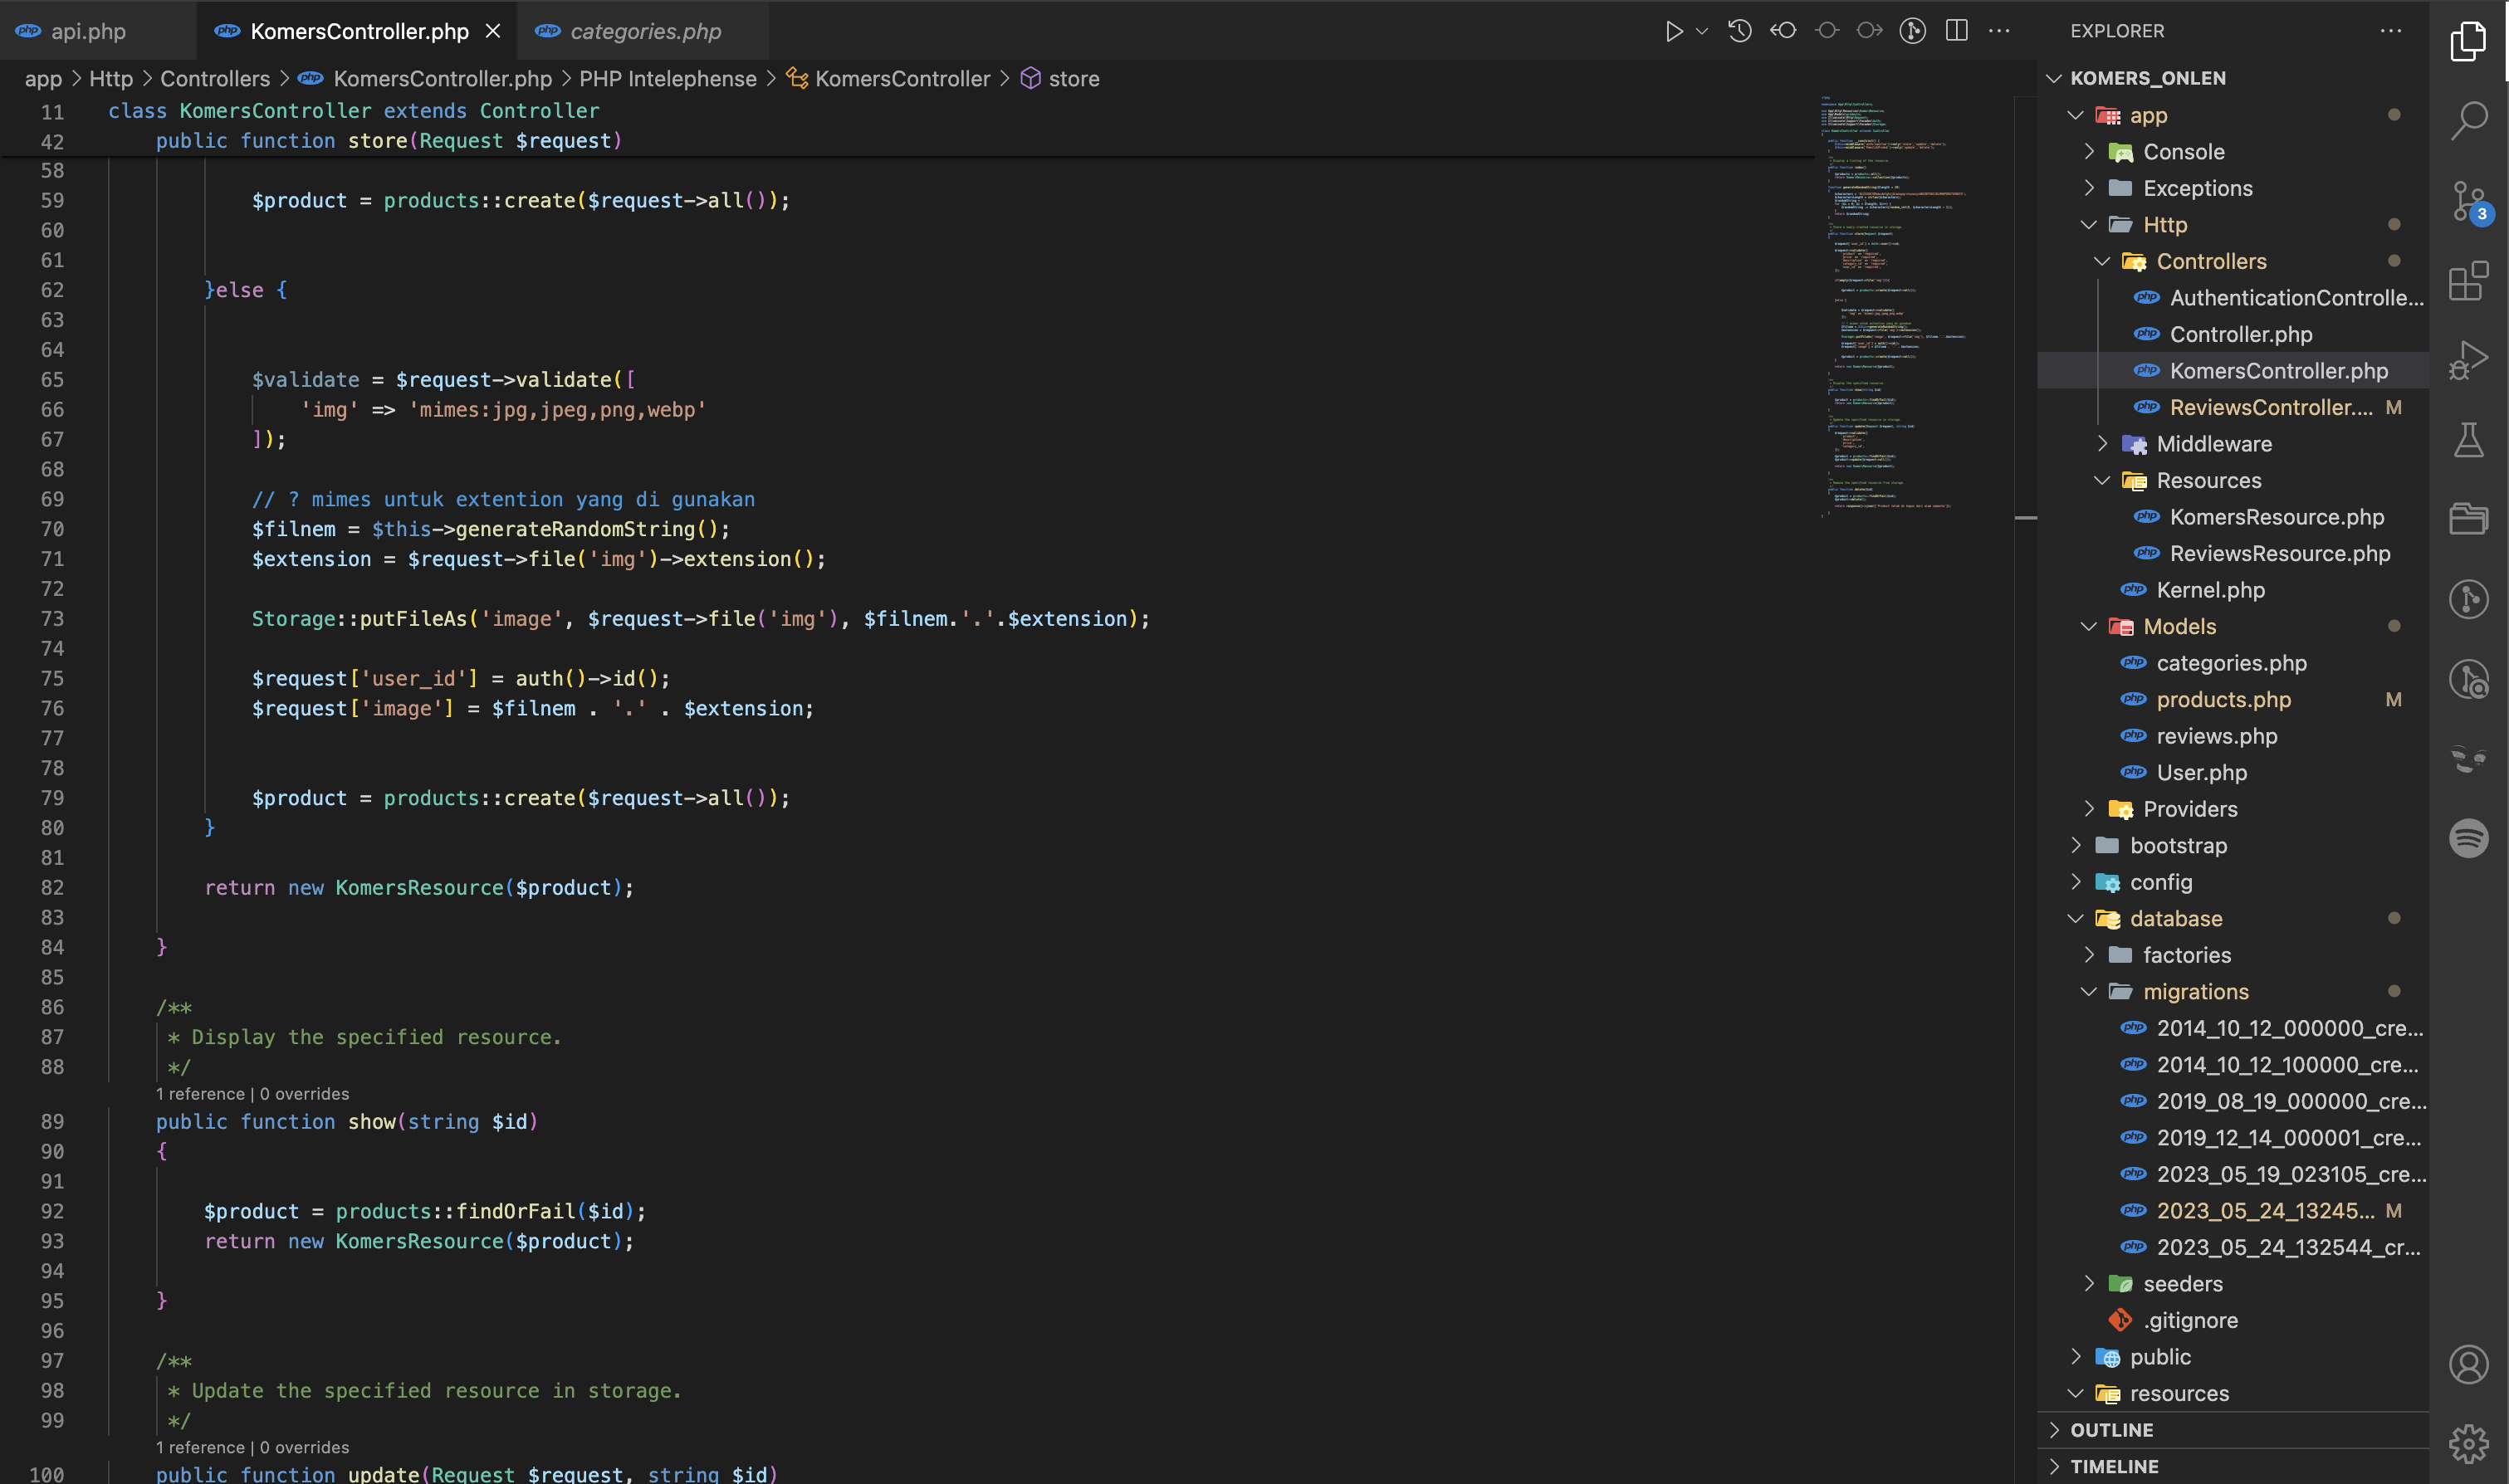 api.php
KomersController.php
categories.php
EXPLORER
app > Http > Controllers > KomersController.php > PHP Intelephense > KomersController > store
KOMERS_ONLEN
11 class KomersController extends Controller
42 public function store(Request $request)
58
59 $product = products::create($request->all());
60
61
62 }else {
63
64
65 $validate = $request->validate([
66 'img' => 'mimes:jpg,jpeg,png,webp'
67 ]);
68
69 // ? mimes untuk extention yang di gunakan
70 $filnem = $this->generateRandomString();
71 $extension = $request->file('img')->extension();
72
73 Storage::putFileAs('image', $request->file('img'), $filnem.'.'.$extension);
74
75 $request['user_id'] = auth()->id();
76 $request['image'] = $filnem . '.' . $extension;
77
78
79 $product = products::create($request->all());
80 }
81
82 return new KomersResource($product);
83
84 }
85
86 /**
87 * Display the specified resource.
88 */
1 reference | 0 overrides
89 public function show(string $id)
90 {
91
92 $product = products::findOrFail($id);
93 return new KomersResource($product);
94
95 }
96
97 /**
98 * Update the specified resource in storage.
99 */
1 reference | 0 overrides
100 public function update(Request $request, string $id)
app
Console
Exceptions
Http
Controllers
AuthenticationControlle...
Controller.php
KomersController.php
ReviewsController.... M
Middleware
Resources
KomersResource.php
ReviewsResource.php
Kernel.php
Models
categories.php
products.php M
reviews.php
User.php
Providers
bootstrap
config
database
factories
migrations
2014_10_12_000000_cre...
2014_10_12_100000_cre...
2019_08_19_000000_cre...
2019_12_14_000001_cre...
2023_05_19_023105_cre...
2023_05_24_13245... M
2023_05_24_132544_cr...
seeders
.gitignore
public
resources
OUTLINE
TIMELINE
3